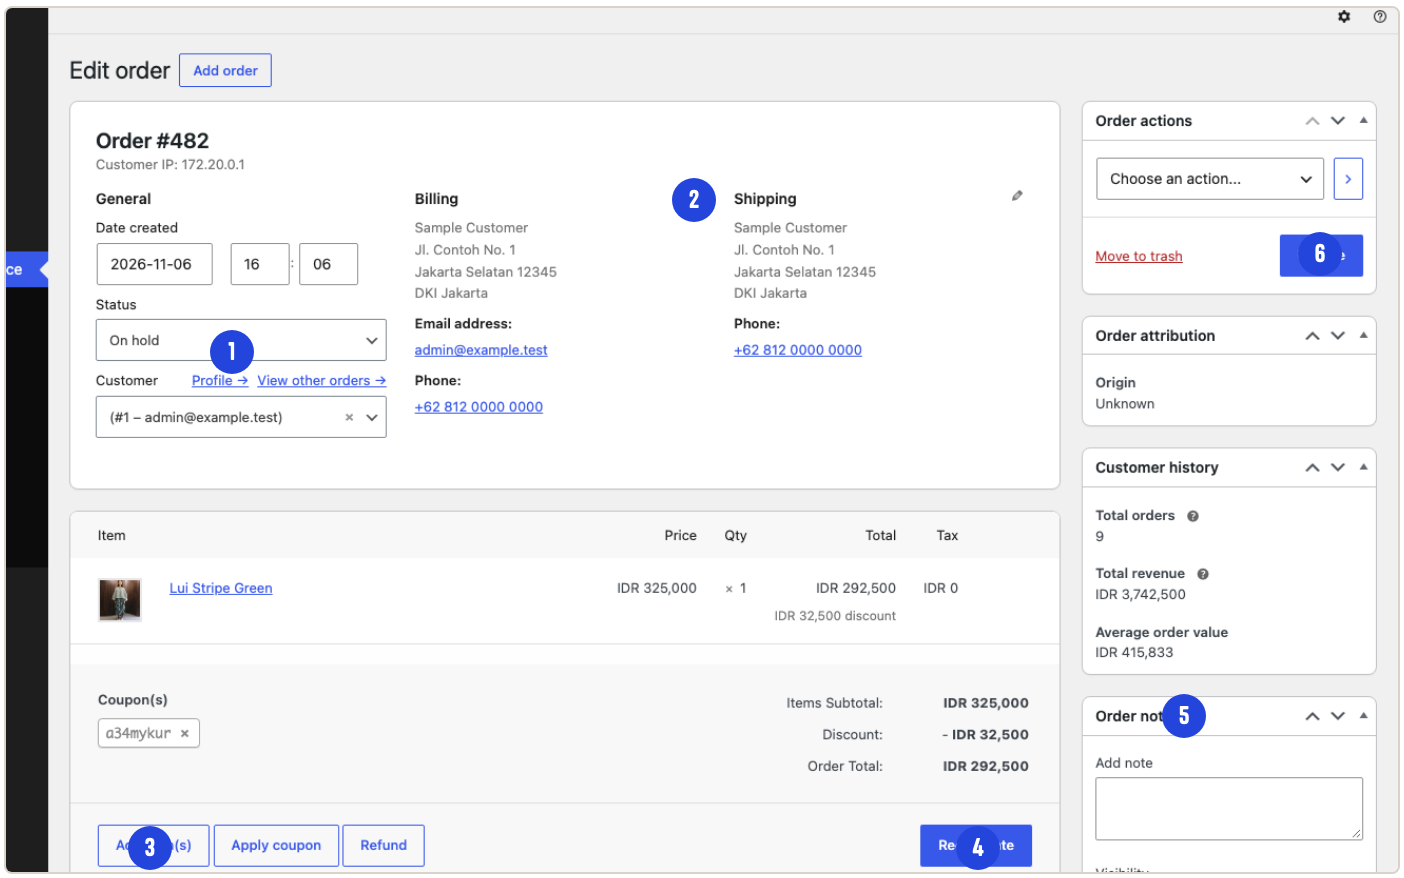 Edit order
Add order
ce
Order #482
Customer IP: 172.20.0.1
General
Date created
2026-11-06
16
:
06
Status
On hold
1
Customer
Profile →
View other orders →
(#1 – admin@example.test)
×
Billing
Sample Customer
Jl. Contoh No. 1
Jakarta Selatan 12345
DKI Jakarta
Email address:
admin@example.test
Phone:
+62 812 0000 0000
2
Shipping
Sample Customer
Jl. Contoh No. 1
Jakarta Selatan 12345
DKI Jakarta
Phone:
+62 812 0000 0000
Item Price Qty Total Tax
Lui Stripe Green IDR 325,000 × 1 IDR 292,500 IDR 0
IDR 32,500 discount
Coupon(s)
a34mykur ×
Items Subtotal: IDR 325,000
Discount: - IDR 32,500
Order Total: IDR 292,500
3
Apply coupon
Refund
4
Order actions
Choose an action...
Move to trash
6
Order attribution
Origin
Unknown
Customer history
Total orders ?
9
Total revenue ?
IDR 3,742,500
Average order value
IDR 415,833
Order
5
Add note